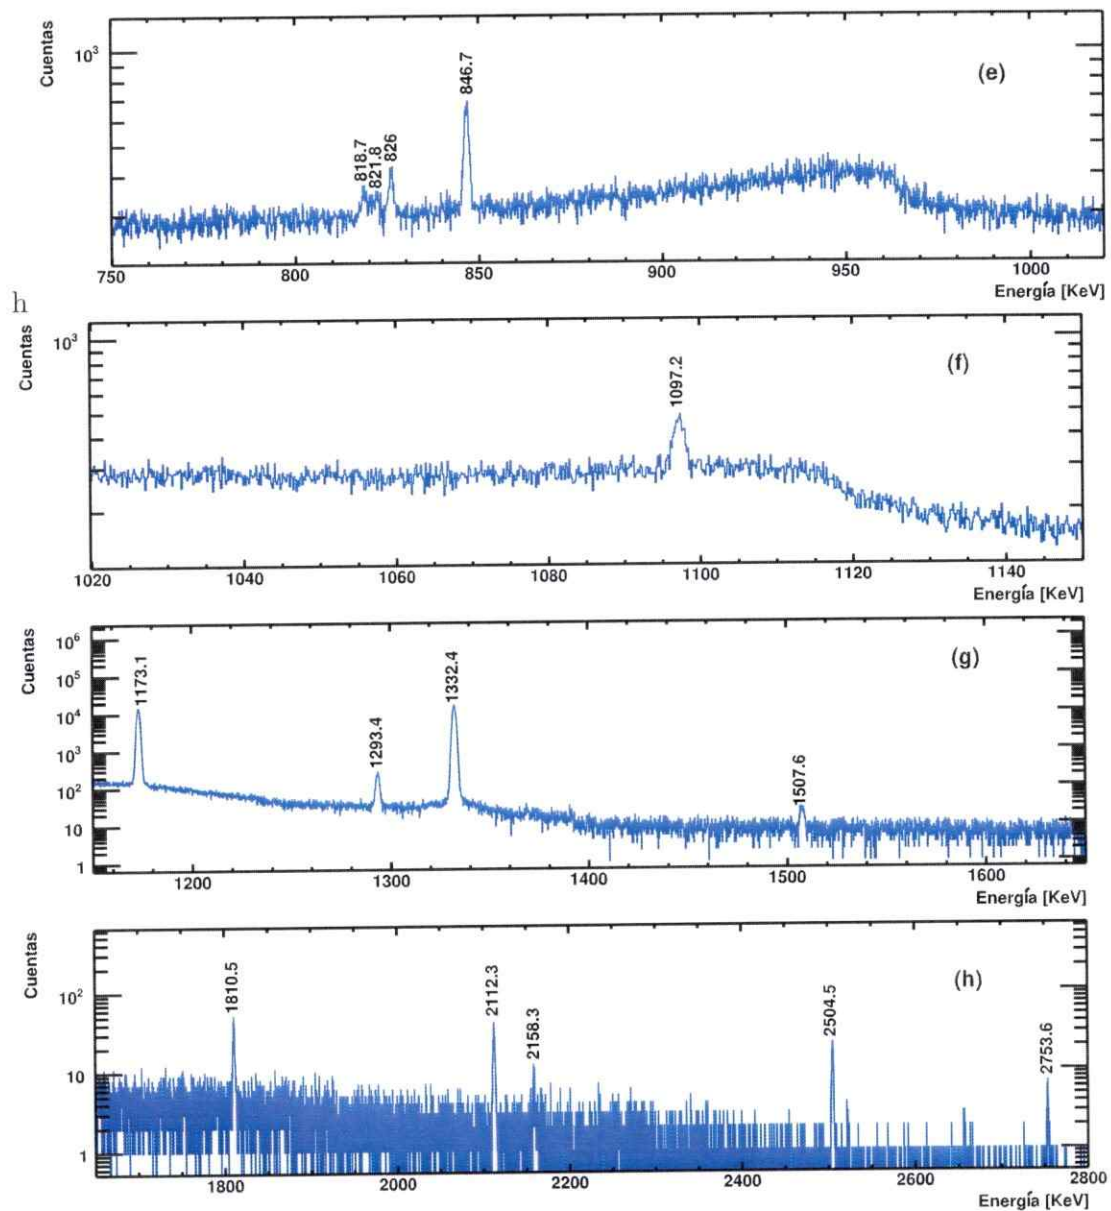 Cuentas
10³
818.7
821.8
826
846.7
(e)
750 800 850 900 950 1000
Energía [KeV]
h
Cuentas
10³
1097.2
(f)
1020 1040 1060 1080 1100 1120 1140
Energía [KeV]
Cuentas
10⁶
10⁵
10⁴
10³
10²
10
1
1173.1
1293.4
1332.4
1507.6
(g)
1200 1300 1400 1500 1600
Energía [KeV]
Cuentas
10²
10
1
1810.5
2112.3
2158.3
2504.5
2753.6
(h)
1800 2000 2200 2400 2600 2800
Energía [KeV]